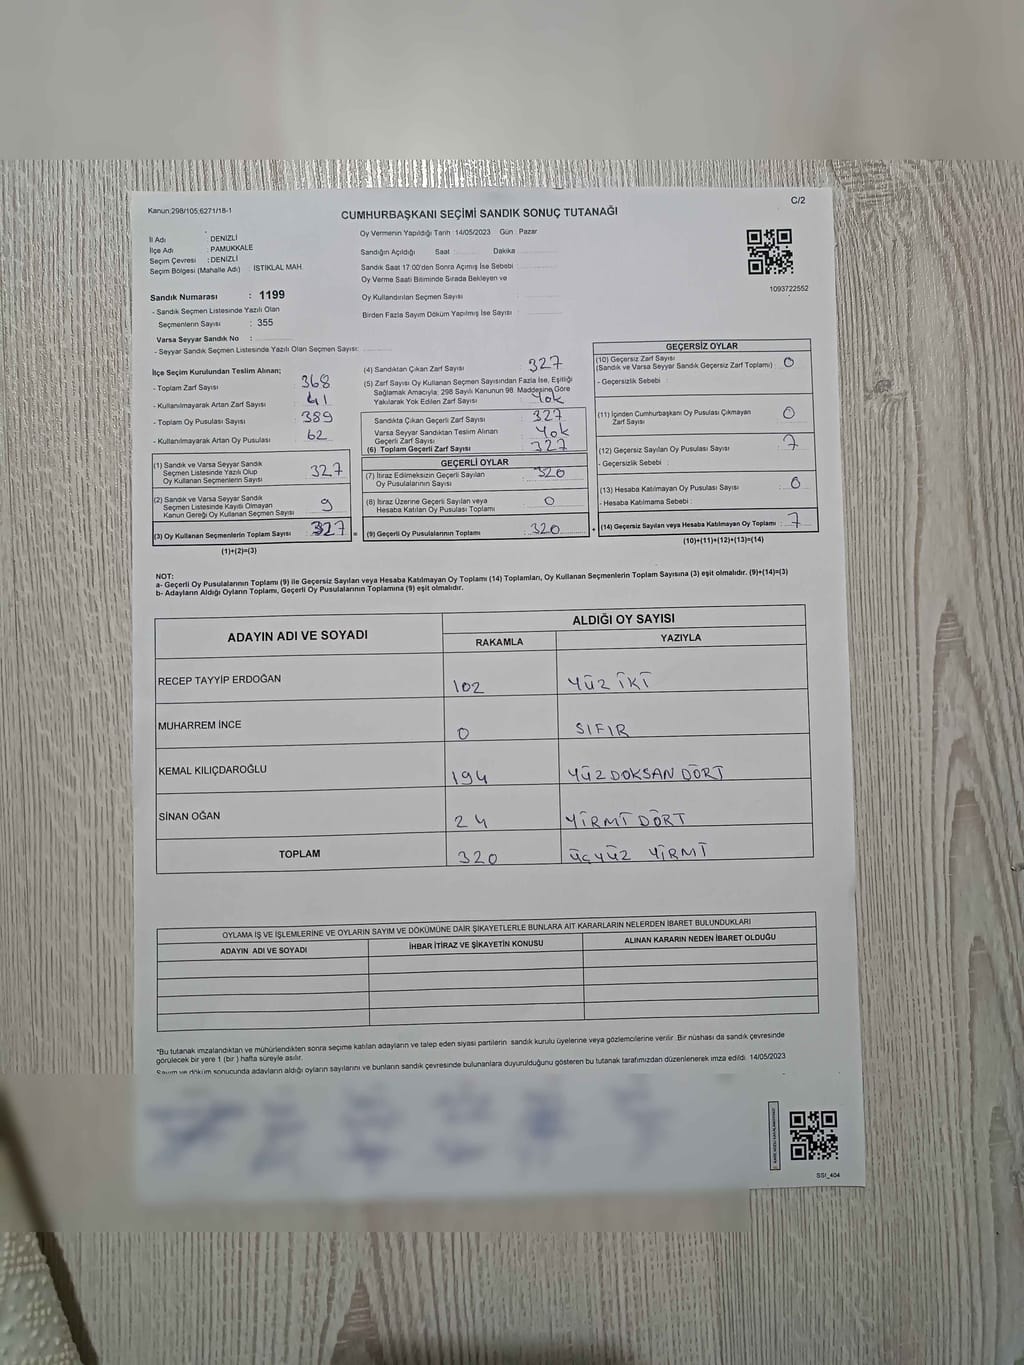 Kanun:298/105;6271/18-1
C/2
CUMHURBAŞKANI SEÇİMİ SANDIK SONUÇ TUTANAĞI
İl Adı : DENİZLİ
İlçe Adı : PAMUKKALE
Seçim Çevresi : DENİZLİ
Seçim Bölgesi (Mahalle Adı) İSTİKLAL MAH.
Sandık Numarası : 1199
- Sandık Seçmen Listesinde Yazılı Olan
Seçmenlerin Sayısı : 355
Varsa Seyyar Sandık No :
- Seyyar Sandık Seçmen Listesinde Yazılı Olan Seçmen Sayısı:
Oy Vermenin Yapıldığı Tarih :14/05/2023 Gün : Pazar
Sandığın Açıldığı Saat Dakika
Sandık Saat 17:00'den Sonra Açımış İse Sebebi
Oy Verme Saati Bitiminde Sırada Bekleyen ve
Oy Kullandırılan Seçmen Sayısı :
Birden Fazla Sayım Döküm Yapılmış İse Sayısı :
1093722552
İlçe Seçim Kurulundan Teslim Alınan;
- Toplam Zarf Sayısı : 368
- Kullanılmayarak Artan Zarf Sayısı : 41
- Toplam Oy Pusulası Sayısı : 389
- Kullanılmayarak Artan Oy Pusulası : 62
(1) Sandık ve Varsa Seyyar Sandık
Seçmen Listesinde Yazılı Olup
Oy Kullanan Seçmenlerin Sayısı : 327
(2) Sandık ve Varsa Seyyar Sandık
Seçmen Listesinde Kayıtlı Olmayan
Kanun Gereği Oy Kullanan Seçmen Sayısı : 9
(3) Oy Kullanan Seçmenlerin Toplam Sayısı : 327 =
(1)+(2)=(3)
(4) Sandıktan Çıkan Zarf Sayısı : 327
(5) Zarf Sayısı Oy Kullanan Seçmen Sayısından Fazla İse, Eşitliği
Sağlamak Amacıyla; 298 Sayılı Kanunun 98. Maddesine Göre
Yakılarak Yok Edilen Zarf Sayısı : Yok
Sandıkta Çıkan Geçerli Zarf Sayısı : 327
Varsa Seyyar Sandıktan Teslim Alınan
Geçerli Zarf Sayısı : Yok
(6) Toplam Geçerli Zarf Sayısı : 327
GEÇERLİ OYLAR
(7) İtiraz Edilmeksizin Geçerli Sayılan
Oy Pusulalarının Sayısı : 320
(8) İtiraz Üzerine Geçerli Sayılan veya
Hesaba Katılan Oy Pusulası Toplamı : 0
(9) Geçerli Oy Pusulalarının Toplamı : 320 +
GEÇERSİZ OYLAR
(10) Geçersiz Zarf Sayısı
(Sandık ve Varsa Seyyar Sandık Geçersiz Zarf Toplamı) : 0
- Geçersizlik Sebebi :
(11) İçinden Cumhurbaşkanı Oy Pusulası Çıkmayan
Zarf Sayısı : 0
(12) Geçersiz Sayılan Oy Pusulası Sayısı : 7
- Geçersizlik Sebebi :
(13) Hesaba Katılmayan Oy Pusulası Sayısı : 0
- Hesaba Katılmama Sebebi :
(14) Geçersiz Sayılan veya Hesaba Katılmayan Oy Toplamı : 7
(10)+(11)+(12)+(13)=(14)
NOT:
a- Geçerli Oy Pusulalarının Toplamı (9) ile Geçersiz Sayılan veya Hesaba Katılmayan Oy Toplamı (14) Toplamları, Oy Kullanan Seçmenlerin Toplam Sayısına (3) eşit olmalıdır. (9)+(14)=(3)
b- Adayların Aldığı Oyların Toplamı, Geçerli Oy Pusulalarının Toplamına (9) eşit olmalıdır.
ADAYIN ADI VE SOYADI ALDIĞI OY SAYISI
RAKAMLA YAZIYLA
RECEP TAYYİP ERDOĞAN 102 YÜZ İKİ
MUHARREM İNCE 0 SIFIR
KEMAL KILIÇDAROĞLU 194 YÜZDOKSAN DÖRT
SİNAN OĞAN 24 YİRMİ DÖRT
TOPLAM 320 ÜÇYÜZ YİRMİ
OYLAMA İŞ VE İŞLEMLERİNE VE OYLARIN SAYIM VE DÖKÜMÜNE DAİR ŞİKAYETLERLE BUNLARA AİT KARARLARIN NELERDEN İBARET BULUNDUKLARI
ADAYIN ADI VE SOYADI İHBAR İTİRAZ VE ŞİKAYETİN KONUSU ALINAN KARARIN NEDEN İBARET OLDUĞU
*Bu tutanak imzalandıktan ve mühürlendikten sonra seçime katılan adayların ve talep eden siyasi partilerin sandık kurulu üyelerine veya gözlemcilerine verilir. Bir nüshası da sandık çevresinde
görülecek bir yere 1 (bir ) hafta süreyle asılır.
Sayım ve döküm sonucunda adayların aldığı oyların sayılarını ve bunların sandık çevresinde bulunanlara duyurulduğunu gösteren bu tutanak tarafımızdan düzenlenerek imza edildi. 14/05/2023
SSI_404